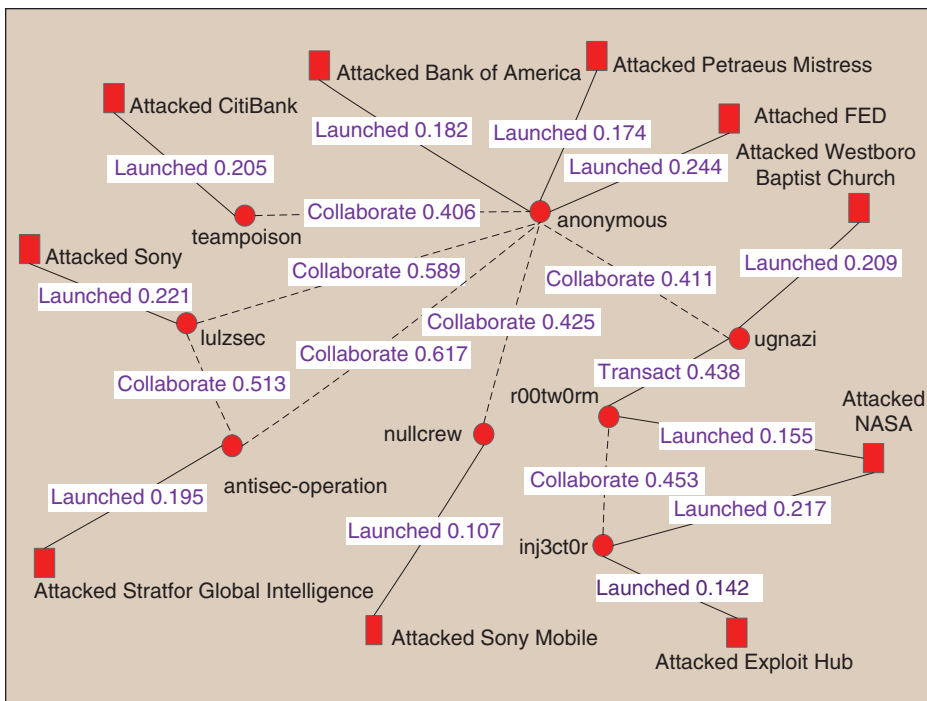 Attacked Bank of America
Attacked Petraeus Mistress
Attacked CitiBank
Attached FED
Launched 0.182
Launched 0.174
Launched 0.244
Attacked Westboro
Baptist Church
Launched 0.205
Collaborate 0.406
anonymous
teampoison
Attacked Sony
Collaborate 0.589
Collaborate 0.411
Launched 0.209
Launched 0.221
Collaborate 0.425
lulzsec
ugnazi
Collaborate 0.617
Transact 0.438
Collaborate 0.513
r00tw0rm
Attacked
NASA
nullcrew
Launched 0.155
antisec-operation
Collaborate 0.453
Launched 0.195
Launched 0.217
Launched 0.107
inj3ct0r
Attacked Stratfor Global Intelligence
Launched 0.142
Attacked Sony Mobile
Attacked Exploit Hub